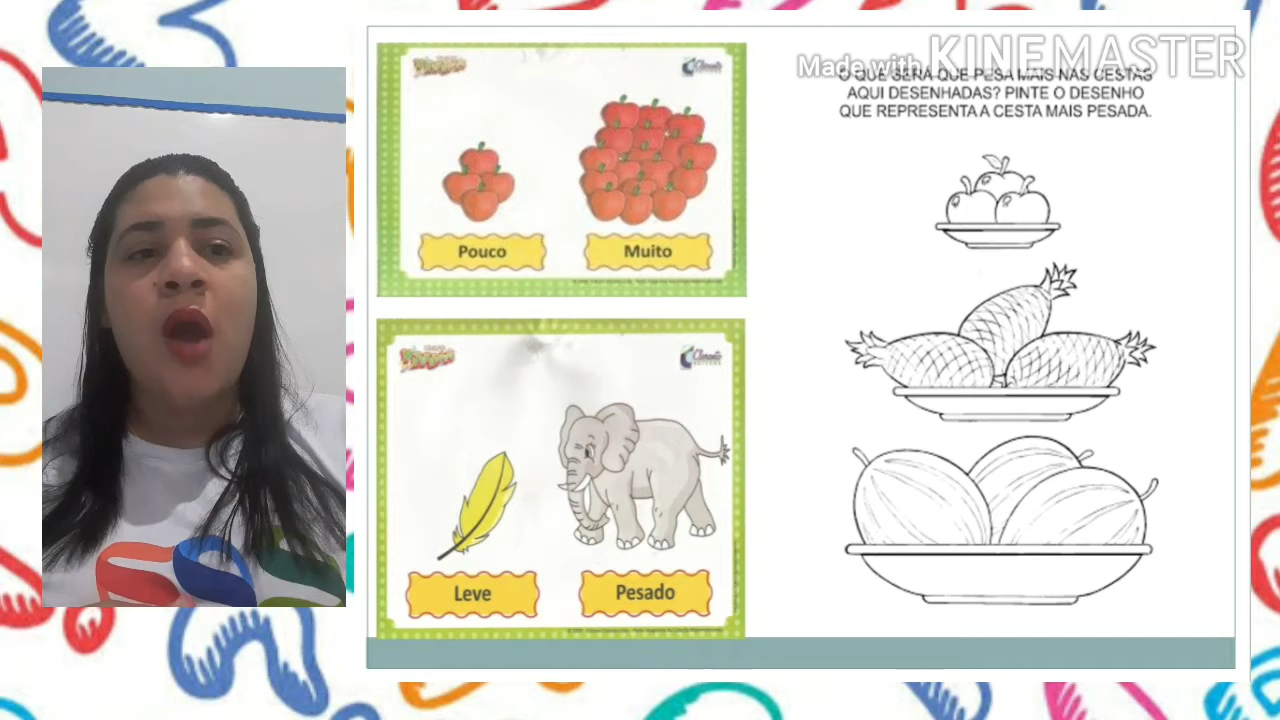 Made with KINEMASTER
O QUE SERÁ QUE PESA MAIS NAS CESTAS
AQUI DESENHADAS? PINTE O DESENHO
QUE REPRESENTA A CESTA MAIS PESADA.
Pouco
Muito
Leve
Pesado